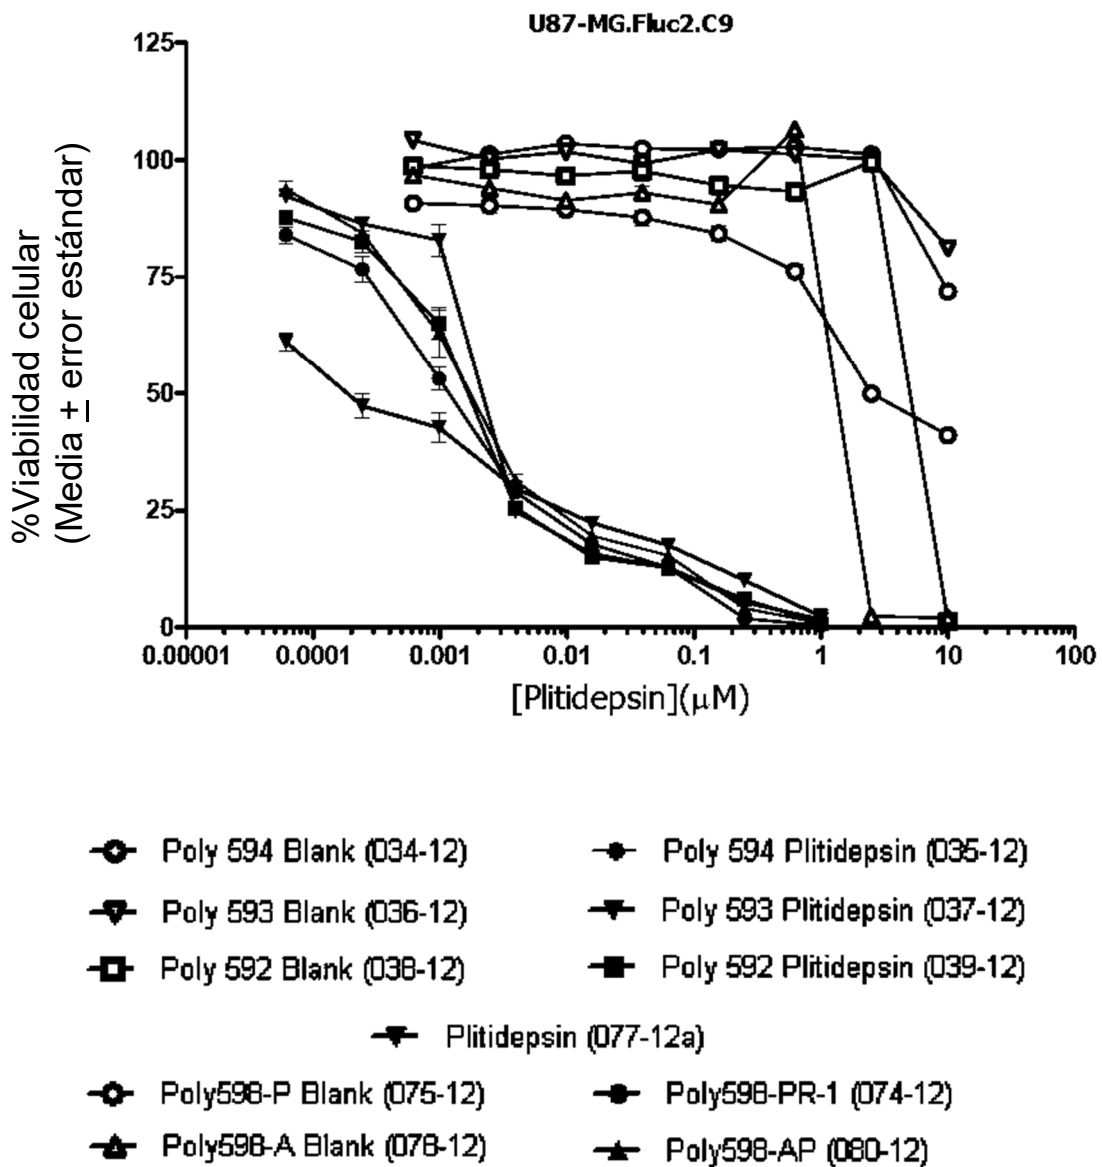 U87-MG.Fluc2.C9
%Viabilidad celular
(Media ± error estándar)
125
100
75
50
25
0
0.00001 0.0001 0.001 0.01 0.1 1 10 100
[Plitidepsin](μM)
Poly 594 Blank (034-12) Poly 594 Plitidepsin (035-12)
Poly 593 Blank (036-12) Poly 593 Plitidepsin (037-12)
Poly 592 Blank (038-12) Poly 592 Plitidepsin (039-12)
Plitidepsin (077-12a)
Poly598-P Blank (075-12) Poly598-PR-1 (074-12)
Poly598-A Blank (078-12) Poly598-AP (080-12)